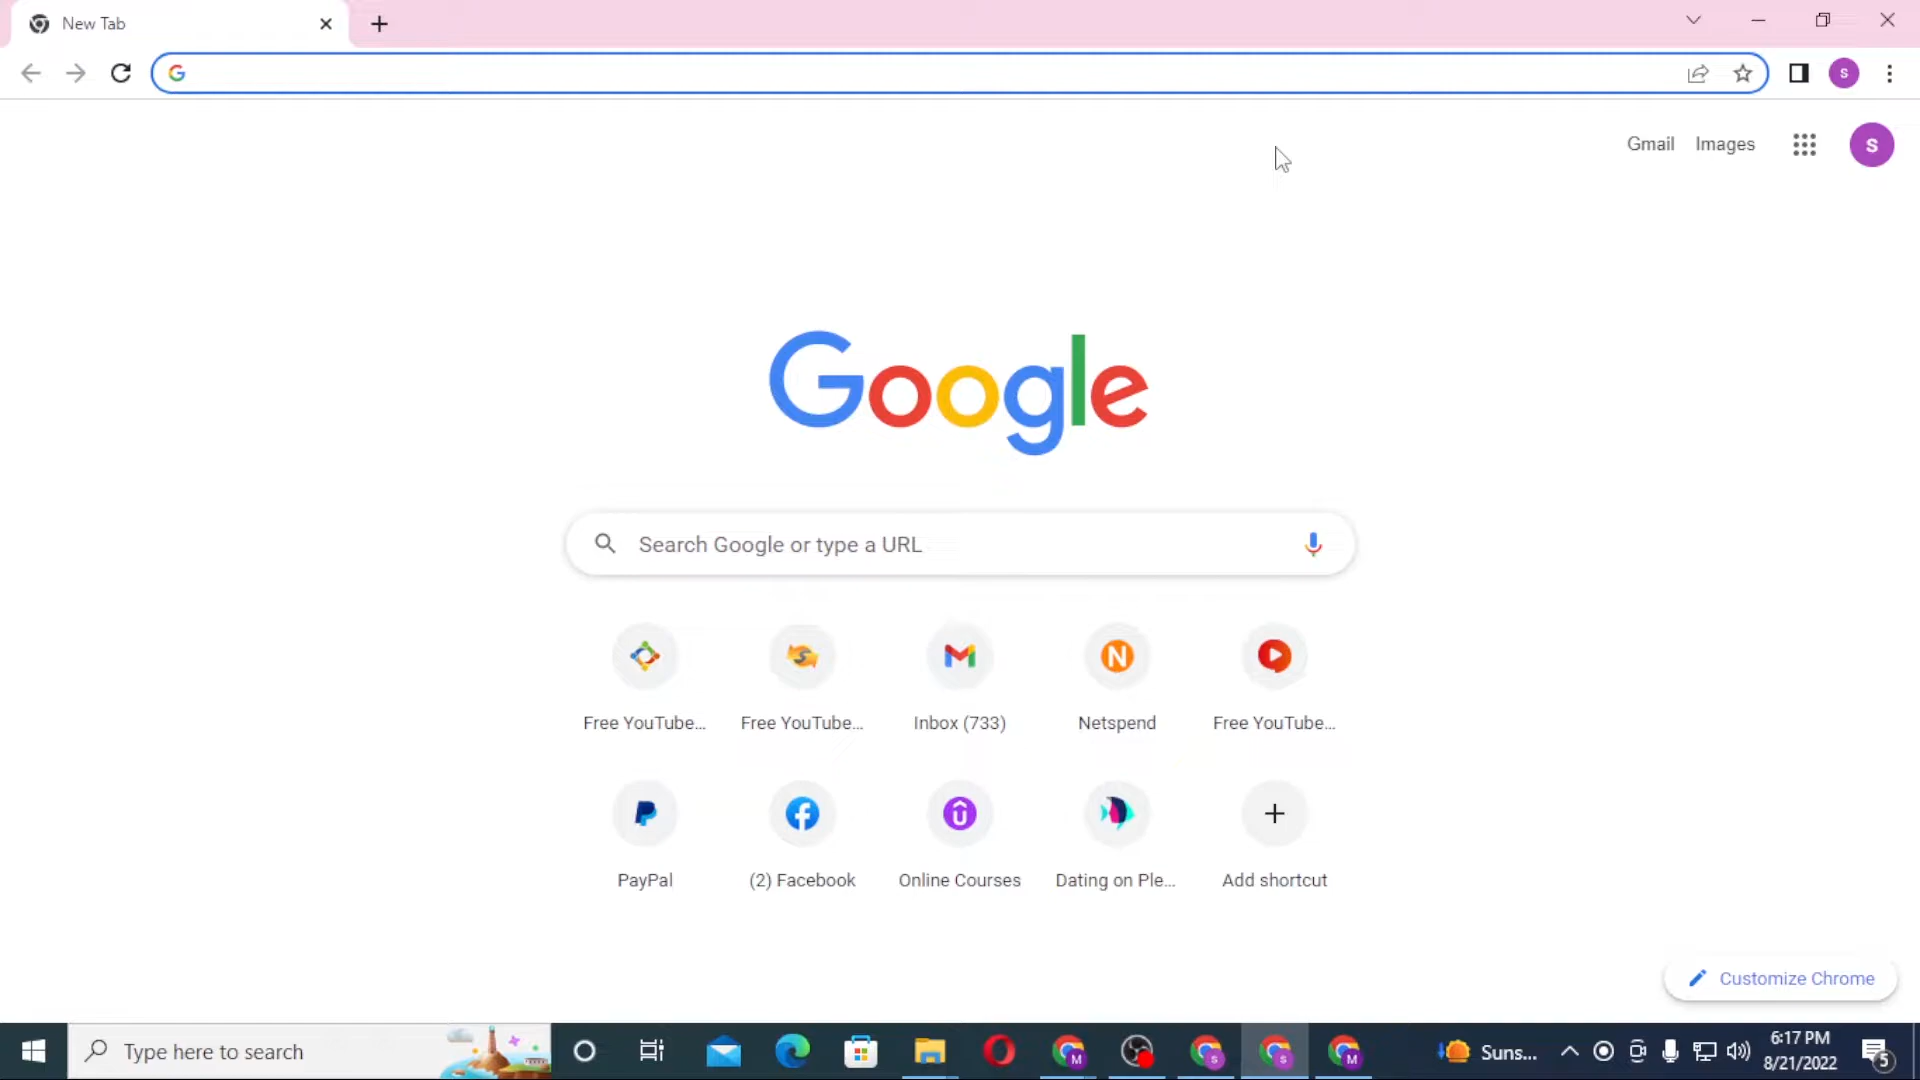 New Tab
S
Gmail Images
S
Google
Search Google or type a URL
Free YouTube... Free YouTube... Inbox (733) Netspend Free YouTube...
PayPal (2) Facebook Online Courses Dating on Ple... Add shortcut
Customize Chrome
Type here to search
M S S M
Suns...
6:17 PM
8/21/2022
5